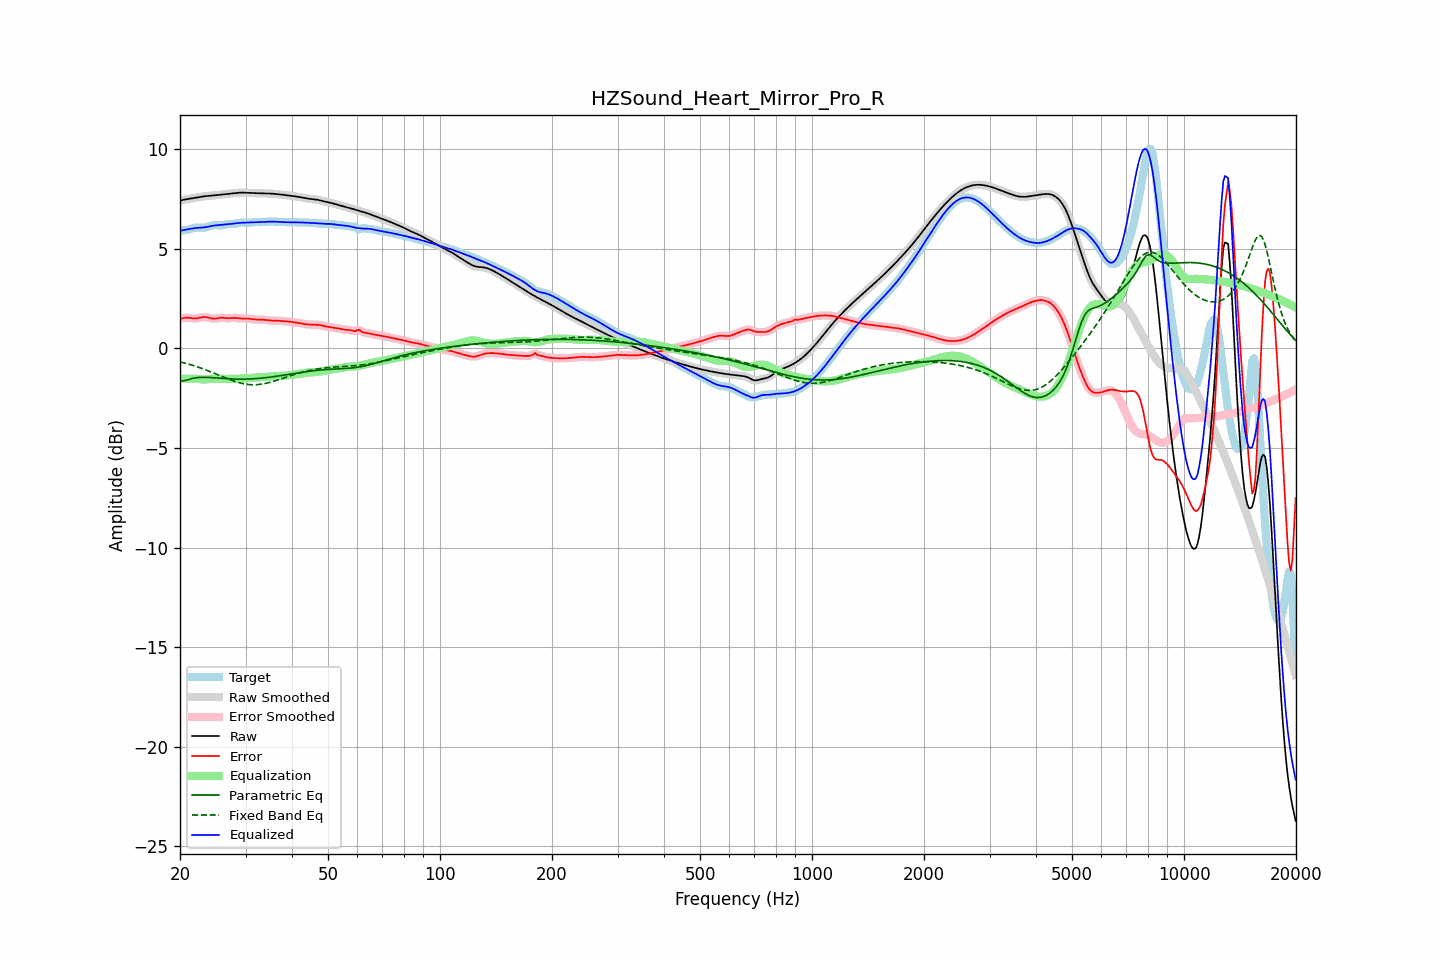 HZSound_Heart_Mirror_Pro_R
10
5
0
−5
−10
−15
−20
−25
Amplitude (dBr)
Target
Raw Smoothed
Error Smoothed
Raw
Error
Equalization
Parametric Eq
Fixed Band Eq
Equalized
20 50 100 200 500 1000 2000 5000 10000 20000
Frequency (Hz)